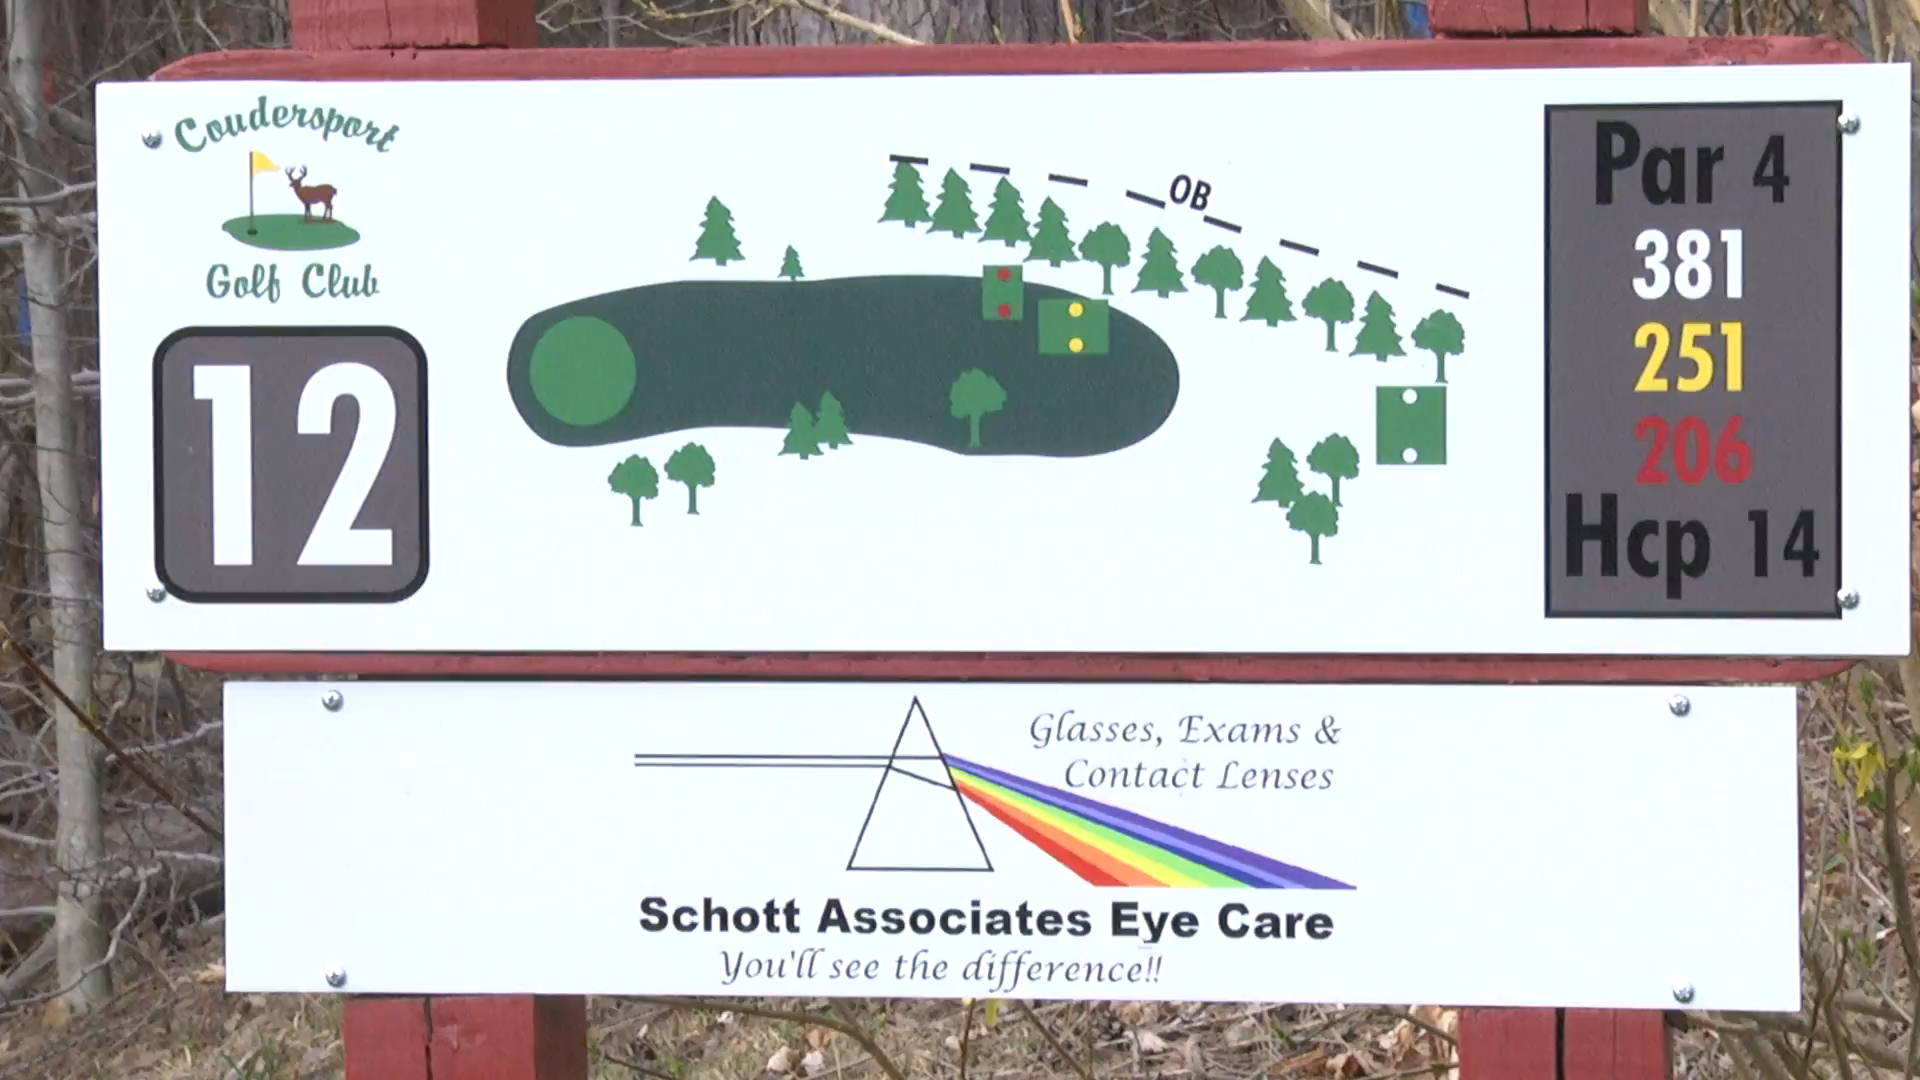 Coudersport
Golf Club
12
OB
Par 4
381
251
206
Hcp 14
Glasses, Exams &
Contact Lenses
Schott Associates Eye Care
You'll see the difference!!